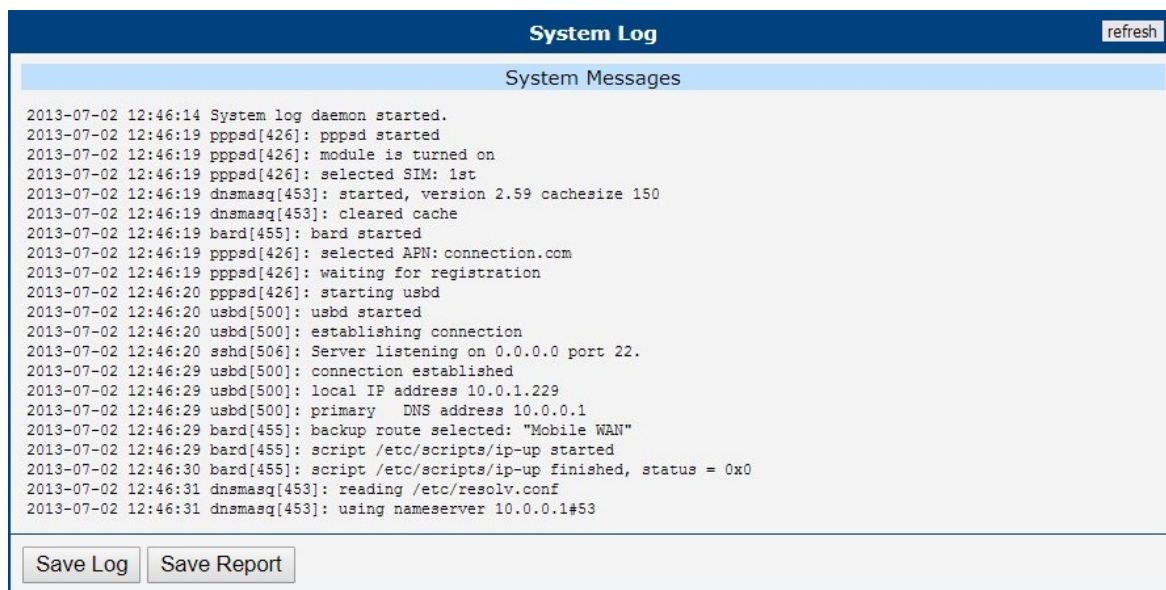 System Log
refresh
System Messages
2013-07-02 12:46:14 System log daemon started.
2013-07-02 12:46:19 pppsd[426]: pppsd started
2013-07-02 12:46:19 pppsd[426]: module is turned on
2013-07-02 12:46:19 pppsd[426]: selected SIM: 1st
2013-07-02 12:46:19 dnsmasq[453]: started, version 2.59 cachesize 150
2013-07-02 12:46:19 dnsmasq[453]: cleared cache
2013-07-02 12:46:19 bard[455]: bard started
2013-07-02 12:46:19 pppsd[426]: selected APN: connection.com
2013-07-02 12:46:19 pppsd[426]: waiting for registration
2013-07-02 12:46:20 pppsd[426]: starting usbd
2013-07-02 12:46:20 usbd[500]: usbd started
2013-07-02 12:46:20 usbd[500]: establishing connection
2013-07-02 12:46:20 sshd[506]: Server listening on 0.0.0.0 port 22.
2013-07-02 12:46:29 usbd[500]: connection established
2013-07-02 12:46:29 usbd[500]: local IP address 10.0.1.229
2013-07-02 12:46:29 usbd[500]: primary   DNS address 10.0.0.1
2013-07-02 12:46:29 bard[455]: backup route selected: "Mobile WAN"
2013-07-02 12:46:29 bard[455]: script /etc/scripts/ip-up started
2013-07-02 12:46:30 bard[455]: script /etc/scripts/ip-up finished, status = 0x0
2013-07-02 12:46:31 dnsmasq[453]: reading /etc/resolv.conf
2013-07-02 12:46:31 dnsmasq[453]: using nameserver 10.0.0.1#53
Save Log
Save Report